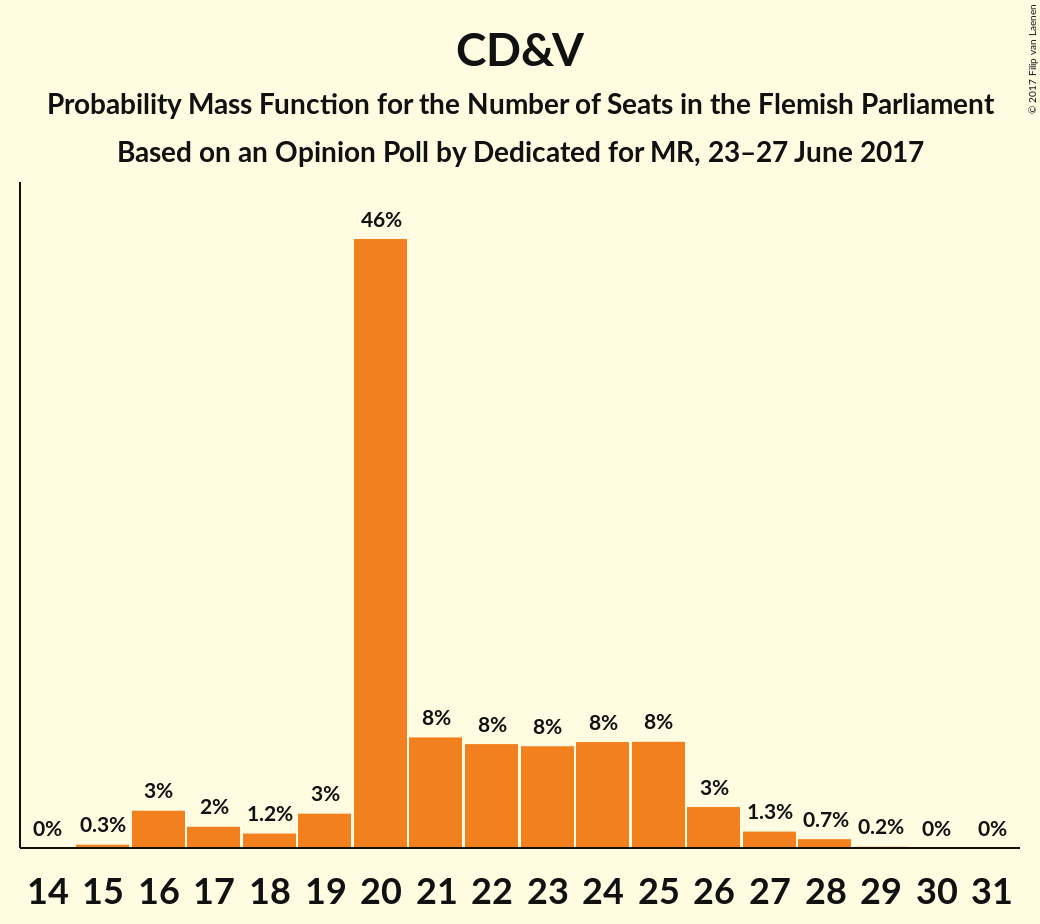 CD&V
Probability Mass Function for the Number of Seats in the Flemish Parliament
Based on an Opinion Poll by Dedicated for MR, 23–27 June 2017
© 2017 Filip van Laenen
0% 0.3% 3% 2% 1.2% 3% 46% 8% 8% 8% 8% 8% 3% 1.3% 0.7% 0.2% 0% 0%
14 15 16 17 18 19 20 21 22 23 24 25 26 27 28 29 30 31